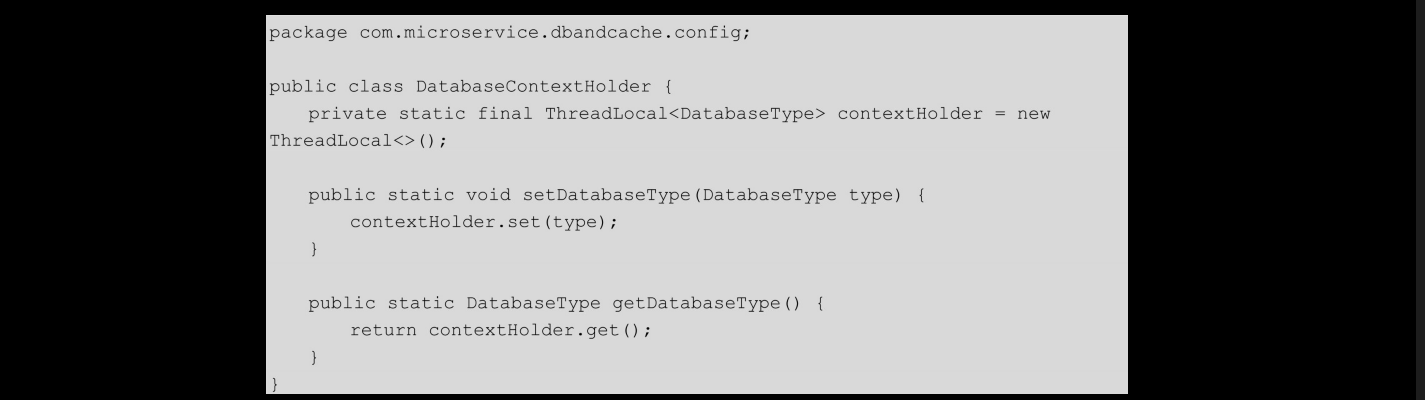 package com.microservice.dbandcache.config;
public class DatabaseContextHolder {
private static final ThreadLocal<DatabaseType> contextHolder = new
ThreadLocal<>();
public static void setDatabaseType(DatabaseType type) {
contextHolder.set(type);
}
public static DatabaseType getDatabaseType() {
return contextHolder.get();
}
}